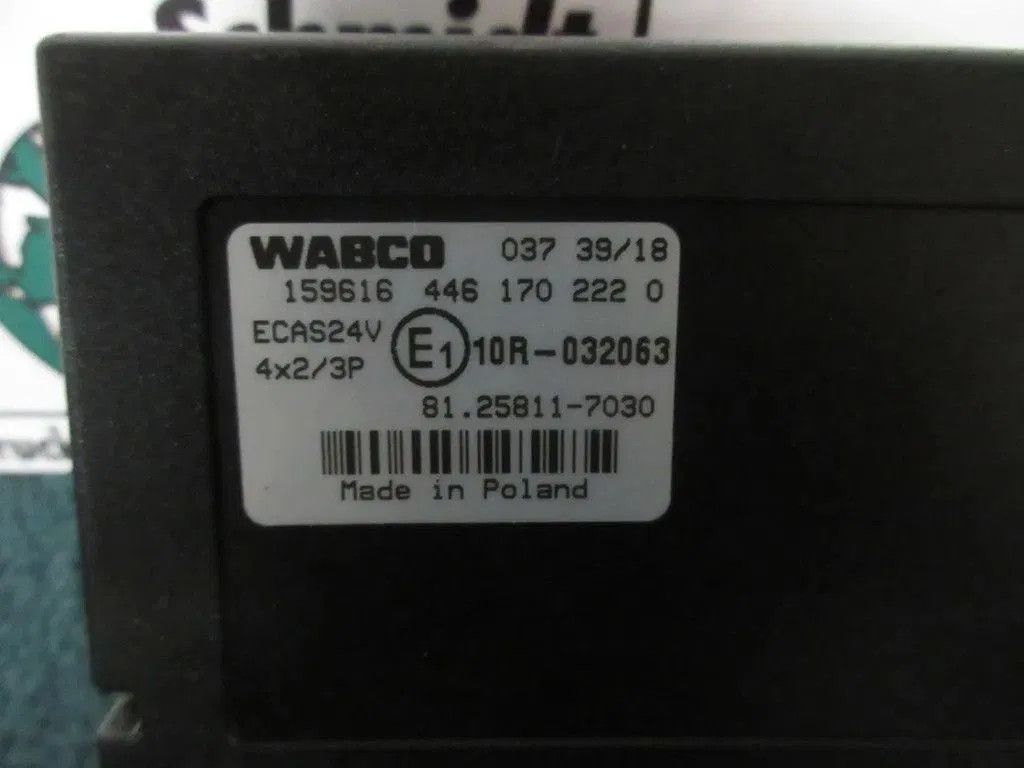 Schmidt
WABCO 037 39/18
159616 446 170 222 0
ECAS24V
4x2/3P
E1 10R-032063
81.25811-7030
Made in Poland